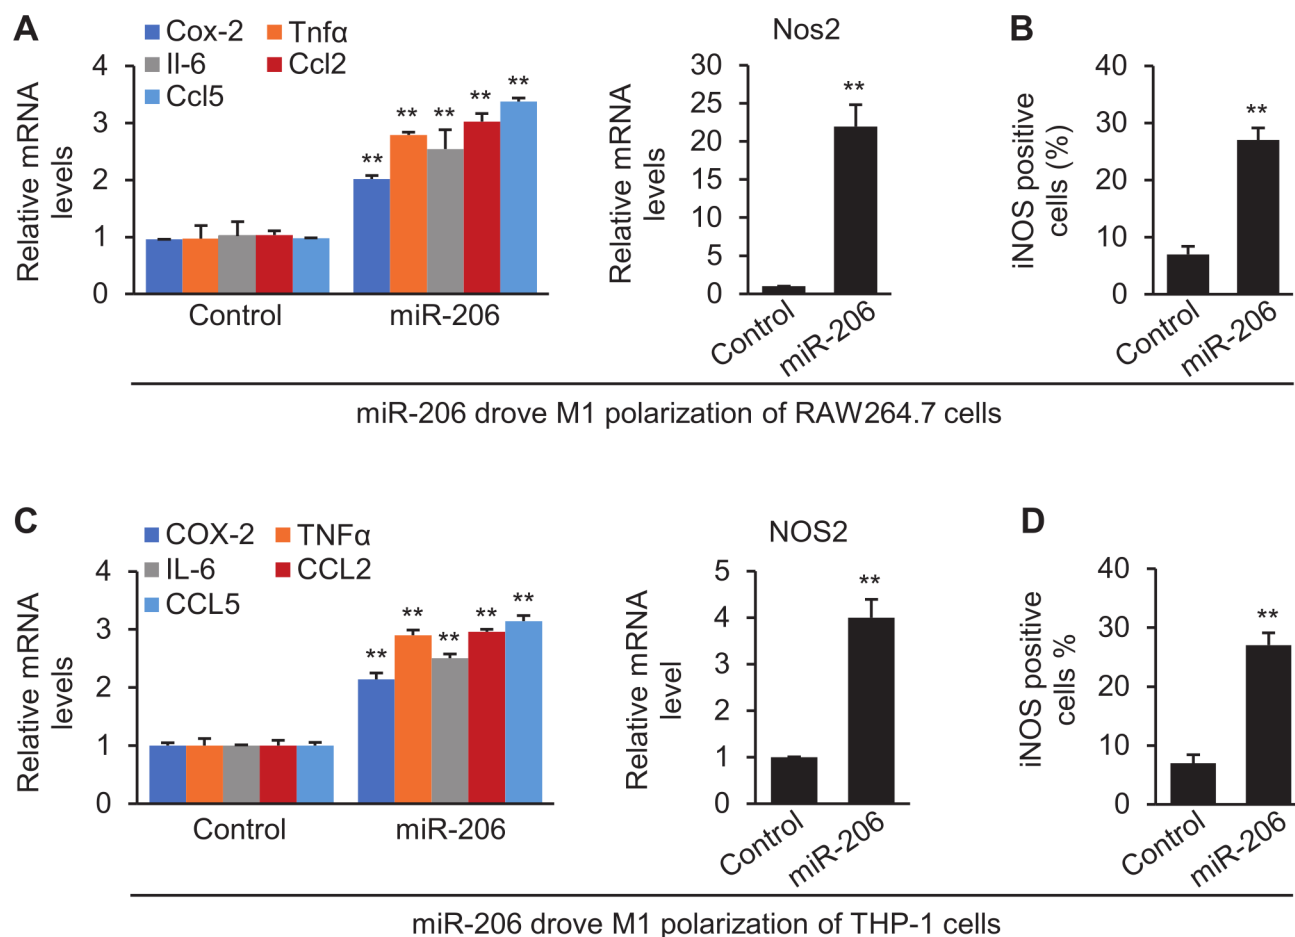 A
Cox-2 Tnfα
Il-6 Ccl2
Ccl5
Relative mRNA
levels
4
3
2
1
0
** ** ** ** **
Control miR-206
Nos2
Relative mRNA
levels
30
25
20
15
10
5
0
**
Control
miR-206
B
iNOS positive
cells (%)
40
30
20
10
0
**
Control
miR-206
miR-206 drove M1 polarization of RAW264.7 cells
C
COX-2 TNFα
IL-6 CCL2
CCL5
Relative mRNA
levels
4
3
2
1
0
** ** ** ** **
Control miR-206
NOS2
Relative mRNA
level
5
4
3
2
1
0
**
Control
miR-206
D
iNOS positive
cells %
40
30
20
10
0
**
Control
miR-206
miR-206 drove M1 polarization of THP-1 cells